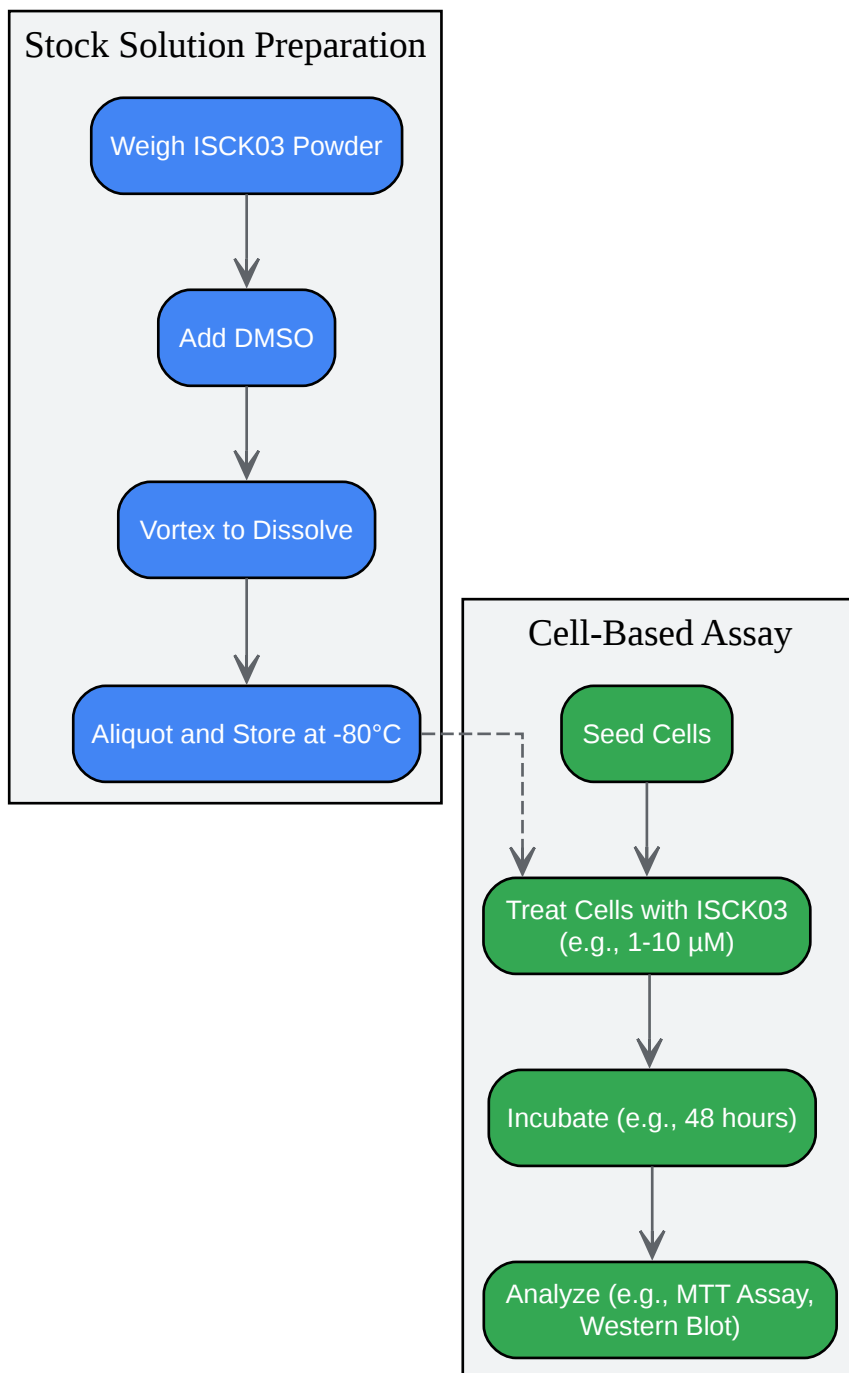 Stock Solution Preparation
Weigh ISCK03 Powder
Add DMSO
Vortex to Dissolve
Aliquot and Store at -80°C
Cell-Based Assay
Seed Cells
Treat Cells with ISCK03
(e.g., 1-10 µM)
Incubate (e.g., 48 hours)
Analyze (e.g., MTT Assay,
Western Blot)